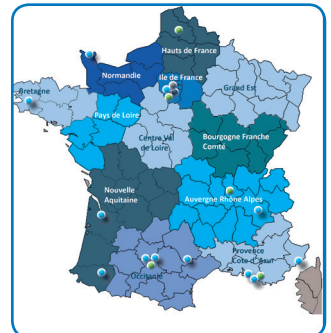 Hauts de France
Normandie
Ile de France
Grand Est
Bretagne
Pays de Loire
Centre Val
de Loire
Bourgogne Franche
Comté
Nouvelle
Aquitaine
Auvergne Rhône Alpes
Provence
Cote d'Azur
Occitanie